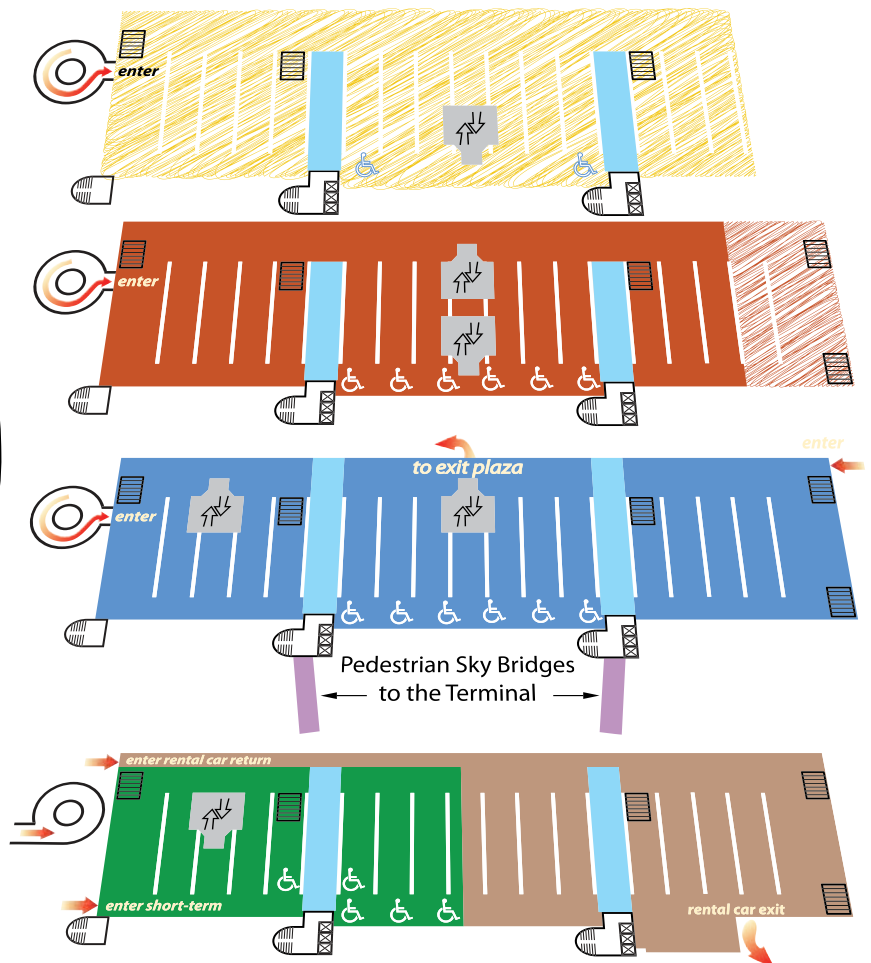 enter
enter
to exit plaza
enter
enter
Pedestrian Sky Bridges
to the Terminal
enter rental car return
enter short-term
rental car exit